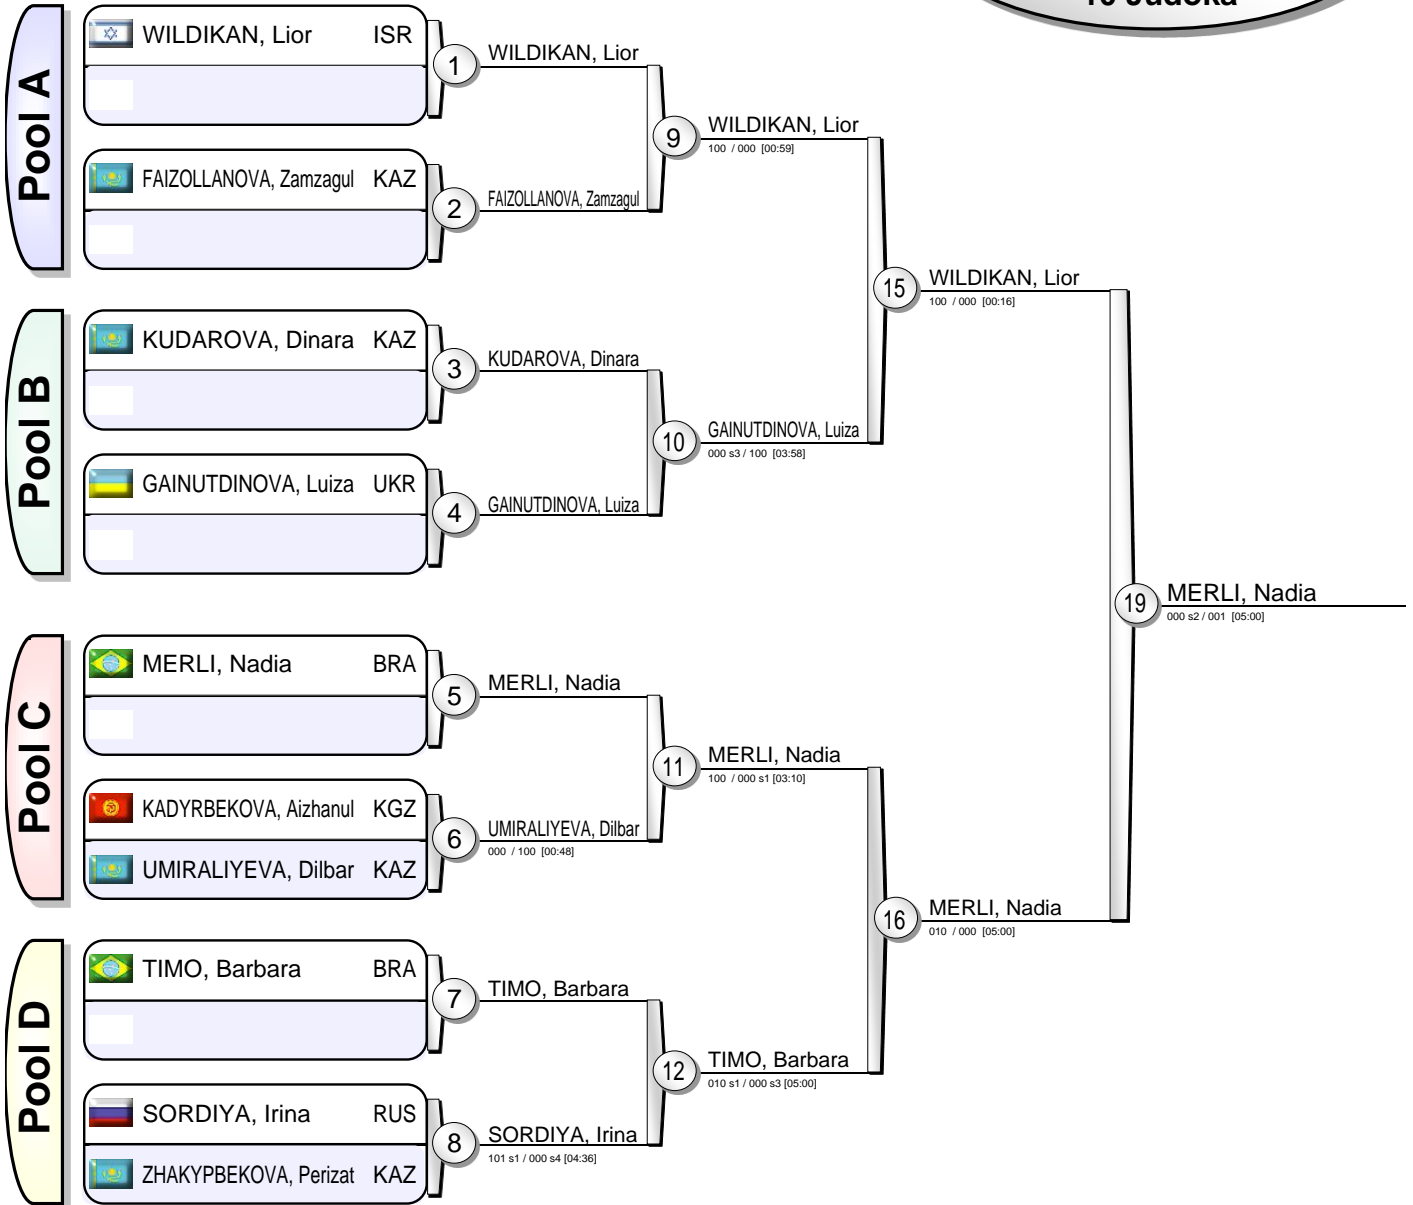 10 Judoka
Pool A
WILDIKAN, Lior ISR
1
WILDIKAN, Lior
FAIZOLLANOVA, Zamzagul KAZ
2
FAIZOLLANOVA, Zamzagul
9
WILDIKAN, Lior
100 / 000 [00:59]
Pool B
KUDAROVA, Dinara KAZ
3
KUDAROVA, Dinara
GAINUTDINOVA, Luiza UKR
4
GAINUTDINOVA, Luiza
10
GAINUTDINOVA, Luiza
000 s3 / 100 [03:58]
15
WILDIKAN, Lior
100 / 000 [00:16]
Pool C
MERLI, Nadia BRA
5
MERLI, Nadia
KADYRBEKOVA, Aizhanul KGZ
UMIRALIYEVA, Dilbar KAZ
6
UMIRALIYEVA, Dilbar
000 / 100 [00:48]
11
MERLI, Nadia
100 / 000 s1 [03:10]
Pool D
TIMO, Barbara BRA
7
TIMO, Barbara
SORDIYA, Irina RUS
ZHAKYPBEKOVA, Perizat KAZ
8
SORDIYA, Irina
101 s1 / 000 s4 [04:36]
12
TIMO, Barbara
010 s1 / 000 s3 [05:00]
16
MERLI, Nadia
010 / 000 [05:00]
19
MERLI, Nadia
000 s2 / 001 [05:00]